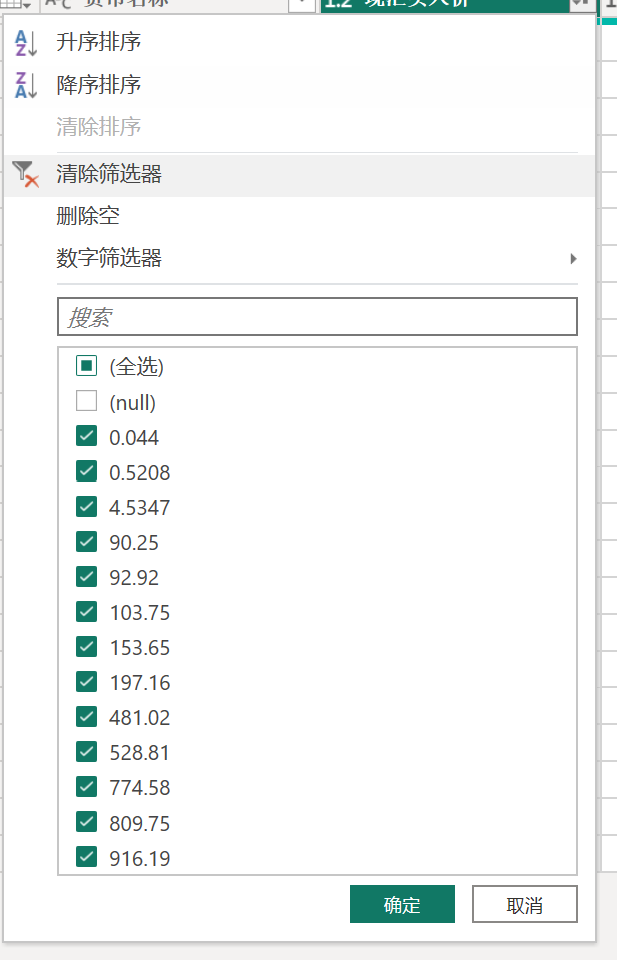 货币名称
1.2 现汇买入价
升序排序
降序排序
清除排序
清除筛选器
删除空
数字筛选器
搜索
(全选)
(null)
0.044
0.5208
4.5347
90.25
92.92
103.75
153.65
197.16
481.02
528.81
774.58
809.75
916.19
确定
取消